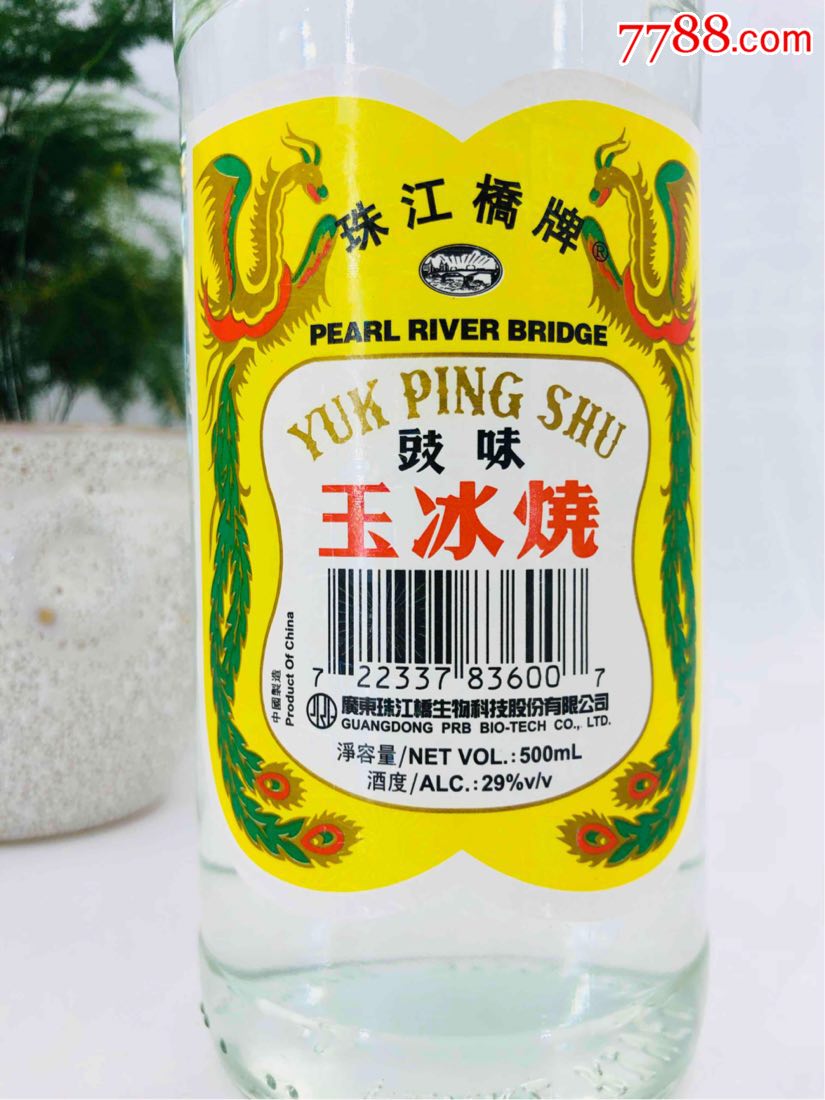 7788.com
珠江橋牌®
PEARL RIVER BRIDGE
YUK PING SHU
豉味
玉冰燒
7 22337 83600 7
中國製造
Product Of China
廣東珠江橋生物科技股份有限公司
GUANGDONG PRB BIO-TECH CO., LTD.
淨容量/NET VOL.:500mL
酒度/ALC.:29%v/v